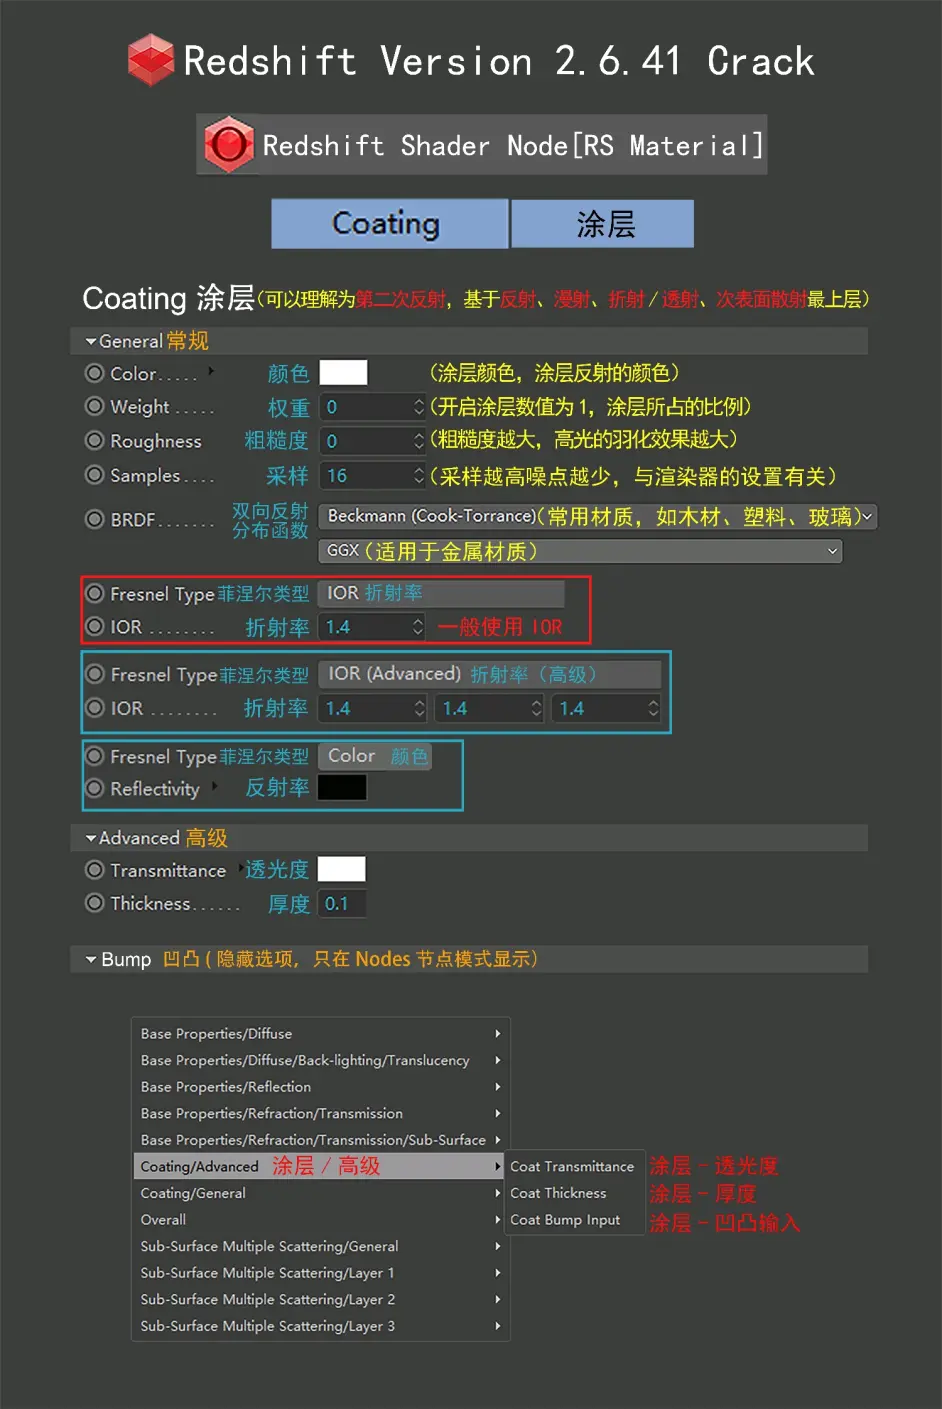 Redshift Version 2.6.41 Crack
Redshift Shader Node[RS Material]
Coating 涂层
Coating 涂层(可以理解为第二次反射，基于反射、漫射、折射/透射、次表面散射最上层)
General 常规
Color..... 颜色 (涂层颜色，涂层反射的颜色)
Weight ..... 权重 0 (开启涂层数值为1，涂层所占的比例)
Roughness 粗糙度 0 (粗糙度越大，高光的羽化效果越大)
Samples.... 采样 16 (采样越高噪点越少，与渲染器的设置有关)
BRDF....... 双向反射分布函数 Beckmann (Cook-Torrance)(常用材质，如木材、塑料、玻璃)
GGX (适用于金属材质)
Fresnel Type 菲涅尔类型 IOR 折射率
IOR ........ 折射率 1.4 一般使用 IOR
Fresnel Type 菲涅尔类型 IOR (Advanced) 折射率（高级）
IOR ........ 折射率 1.4 1.4 1.4
Fresnel Type 菲涅尔类型 Color 颜色
Reflectivity 反射率
Advanced 高级
Transmittance 透光度
Thickness...... 厚度 0.1
Bump 凹凸 (隐藏选项，只在 Nodes 节点模式显示)
Base Properties/Diffuse
Base Properties/Diffuse/Back-lighting/Translucency
Base Properties/Reflection
Base Properties/Refraction/Transmission
Base Properties/Refraction/Transmission/Sub-Surface
Coating/Advanced 涂层 / 高级 Coat Transmittance 涂层 - 透光度
Coating/General Coat Thickness 涂层 - 厚度
Overall Coat Bump Input 涂层 - 凹凸输入
Sub-Surface Multiple Scattering/General
Sub-Surface Multiple Scattering/Layer 1
Sub-Surface Multiple Scattering/Layer 2
Sub-Surface Multiple Scattering/Layer 3